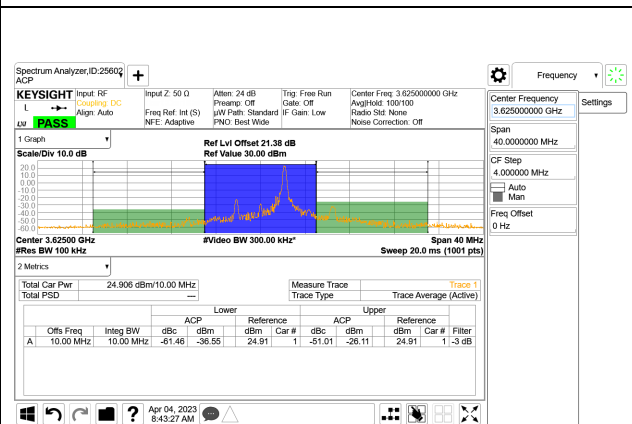 Spectrum Analyzer,ID:25602
ACP
Frequency
KEYSIGHT Input: RF Input Z: 50 Ω Atten: 24 dB Trig: Free Run Center Freq: 3.625000000 GHz
L Coupling: DC Preamp: Off Gate: Off Avg|Hold: 100/100
Align: Auto Freq Ref: Int (S) µW Path: Standard IF Gain: Low Radio Std: None
LXI PASS NFE: Adaptive PNO: Best Wide Noise Correction: Off
Center Frequency
3.625000000 GHz
Settings
Span
40.0000000 MHz
CF Step
4.000000 MHz
Auto
Man
Freq Offset
0 Hz
1 Graph Ref Lvl Offset 21.38 dB
Scale/Div 10.0 dB Ref Value 30.00 dBm
20.0
10.0
0.00
-10.0
-20.0
-30.0
-40.0
-50.0
-60.0
Center 3.62500 GHz #Video BW 300.00 kHz* Span 40 MHz
#Res BW 100 kHz Sweep 20.0 ms (1001 pts)
2 Metrics
Total Car Pwr 24.906 dBm/10.00 MHz Measure Trace Trace 1
Total PSD --- Trace Type Trace Average (Active)
Lower Upper
ACP Reference ACP Reference
Offs Freq Integ BW dBc dBm dBm Car # dBc dBm dBm Car # Filter
A 10.00 MHz 10.00 MHz -61.46 -36.55 24.91 1 -51.01 -26.11 24.91 1 -3 dB
Apr 04, 2023
8:43:27 AM